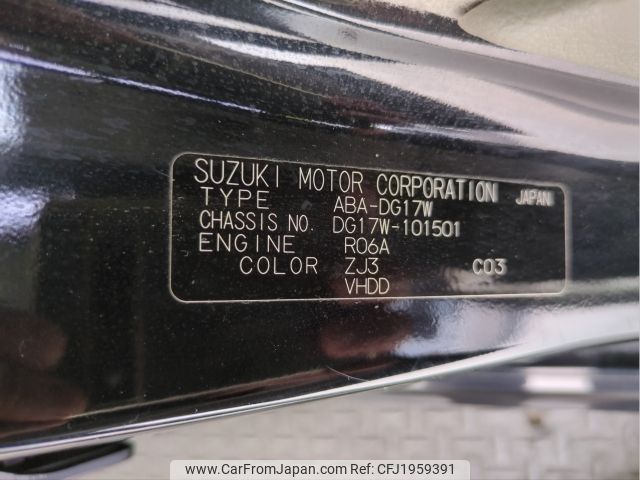 SUZUKI MOTOR CORPORATION JAPAN
TYPE ABA-DG17W
CHASSIS NO. DG17W-101501
ENGINE R06A
COLOR ZJ3 C03
VHDD
www.CarFromJapan.com - CFJ1959391